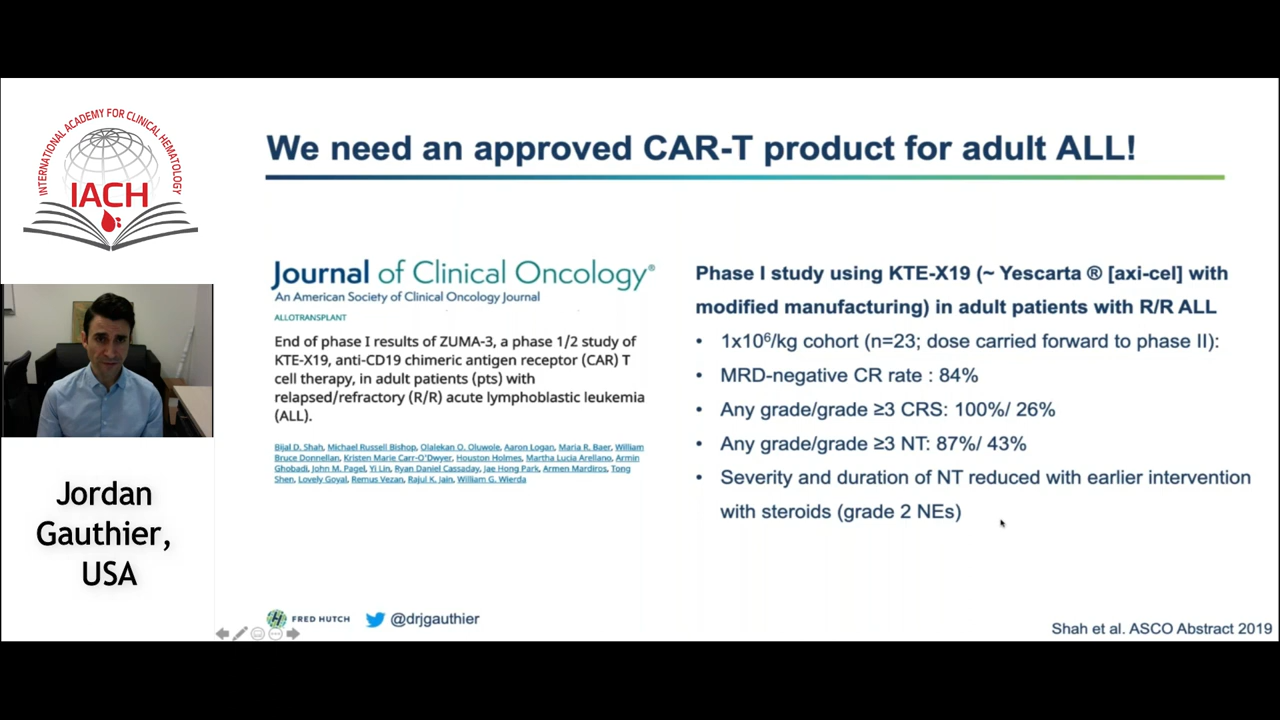 INTERNATIONAL ACADEMY FOR CLINICAL HEMATOLOGY
IACH
Jordan
Gauthier,
USA
We need an approved CAR-T product for adult ALL!
Journal of Clinical Oncology®
An American Society of Clinical Oncology Journal
ALLOTRANSPLANT
End of phase I results of ZUMA-3, a phase 1/2 study of
KTE-X19, anti-CD19 chimeric antigen receptor (CAR) T
cell therapy, in adult patients (pts) with
relapsed/refractory (R/R) acute lymphoblastic leukemia
(ALL).
Bijal D. Shah, Michael Russell Bishop, Olalekan O. Oluwole, Aaron Logan, Maria R. Baer, William
Bruce Donnellan, Kristen Marie Carr-O'Dwyer, Houston Holmes, Martha Lucia Arellano, Armin
Ghobadi, John M. Pagel, Yi Lin, Ryan Daniel Cassaday, Jae Hong Park, Armen Mardiros, Tong
Shen, Lovely Goyal, Remus Vezan, Rajul K. Jain, William G. Wierda
Phase I study using KTE-X19 (~ Yescarta ® [axi-cel] with
modified manufacturing) in adult patients with R/R ALL
• 1x10⁶/kg cohort (n=23; dose carried forward to phase II):
• MRD-negative CR rate : 84%
• Any grade/grade ≥3 CRS: 100%/ 26%
• Any grade/grade ≥3 NT: 87%/ 43%
• Severity and duration of NT reduced with earlier intervention
with steroids (grade 2 NEs)
FRED HUTCH
@drjgauthier
Shah et al. ASCO Abstract 2019